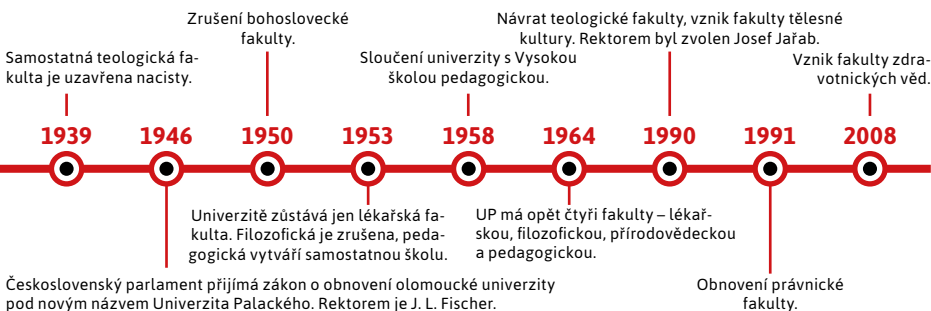 Samostatná teologická fa-
kulta je uzavřena nacisty.
Zrušení bohoslovecké
fakulty.
Sloučení univerzity s Vysokou
školou pedagogickou.
Návrat teologické fakulty, vznik fakulty tělesné
kultury. Rektorem byl zvolen Josef Jařab.
Vznik fakulty zdra-
votnických věd.
1939
1946
1950
1953
1958
1964
1990
1991
2008
Univerzitě zůstává jen lékařská fa-
kulta. Filozofická je zrušena, peda-
gogická vytváří samostatnou školu.
UP má opět čtyři fakulty – lékař-
skou, filozofickou, přírodovědeckou
a pedagogickou.
Československý parlament přijímá zákon o obnovení olomoucké univerzity
pod novým názvem Univerzita Palackého. Rektorem je J. L. Fischer.
Obnovení právnické
fakulty.